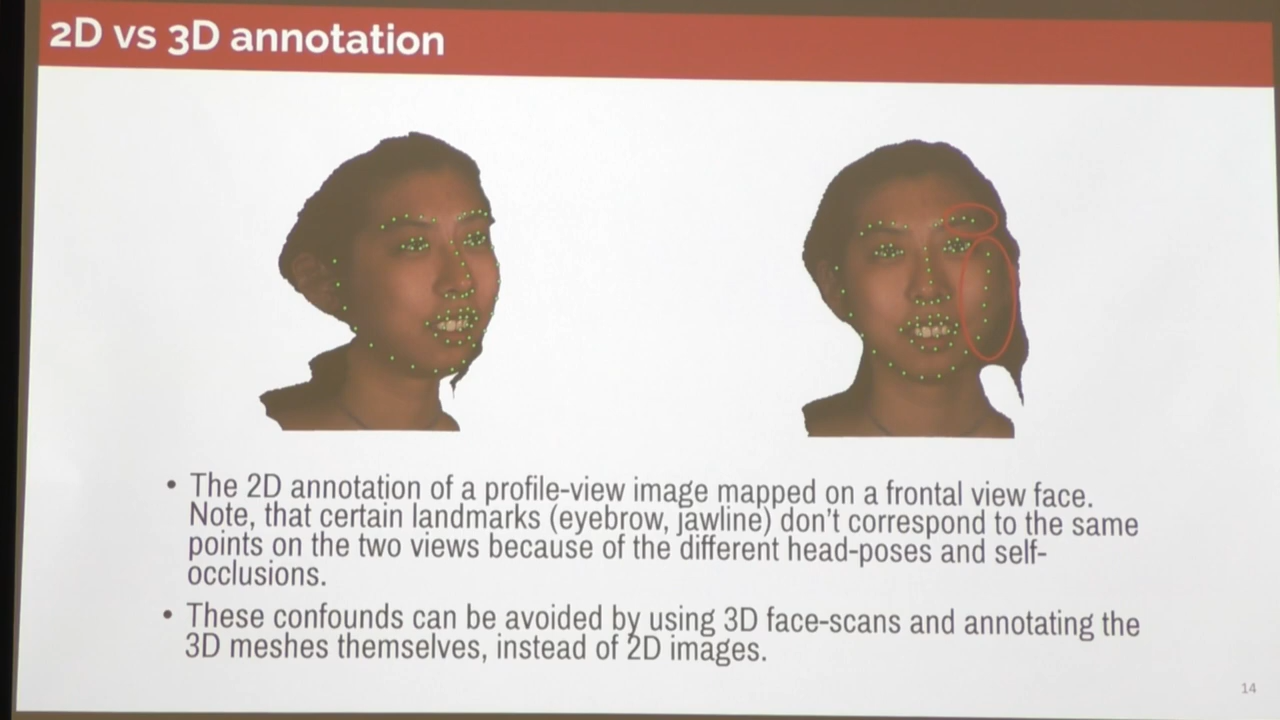 2D vs 3D annotation
• The 2D annotation of a profile-view image mapped on a frontal view face.
Note, that certain landmarks (eyebrow, jawline) don't correspond to the same
points on the two views because of the different head-poses and self-
occlusions.
• These confounds can be avoided by using 3D face-scans and annotating the
3D meshes themselves, instead of 2D images.
14